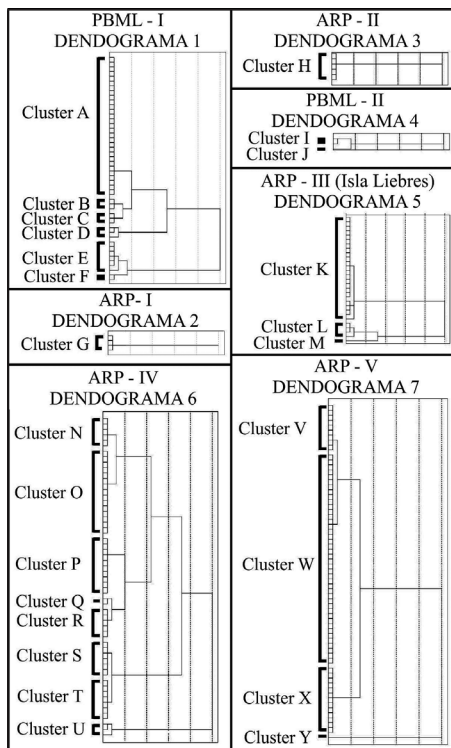 PBML - I
DENDOGRAMA 1
Cluster A
Cluster B
Cluster C
Cluster D
Cluster E
Cluster F
ARP- I
DENDOGRAMA 2
Cluster G
ARP - II
DENDOGRAMA 3
Cluster H
PBML - II
DENDOGRAMA 4
Cluster I
Cluster J
ARP - III (Isla Liebres)
DENDOGRAMA 5
Cluster K
Cluster L
Cluster M
ARP - IV
DENDOGRAMA 6
Cluster N
Cluster O
Cluster P
Cluster Q
Cluster R
Cluster S
Cluster T
Cluster U
ARP - V
DENDOGRAMA 7
Cluster V
Cluster W
Cluster X
Cluster Y